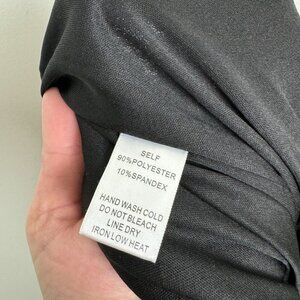 SELF
90%POLYESTER
10%SPANDEX
HAND WASH COLD
DO NOT BLEACH
LINE DRY
IRON LOW HEAT